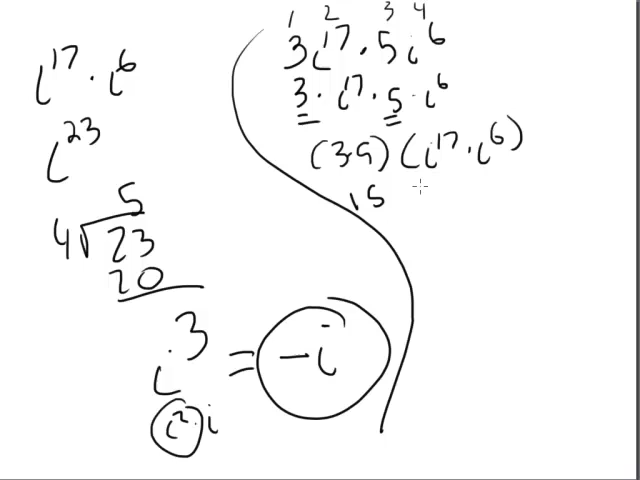 i^17 · i^6
i^23
5
4√23
20
i^3 = -i
i^2 · i
1 2 3 4
3i^17 · 5i^6
3 · i^17 · 5 · i^6
(3·5) (i^17 · i^6)
15